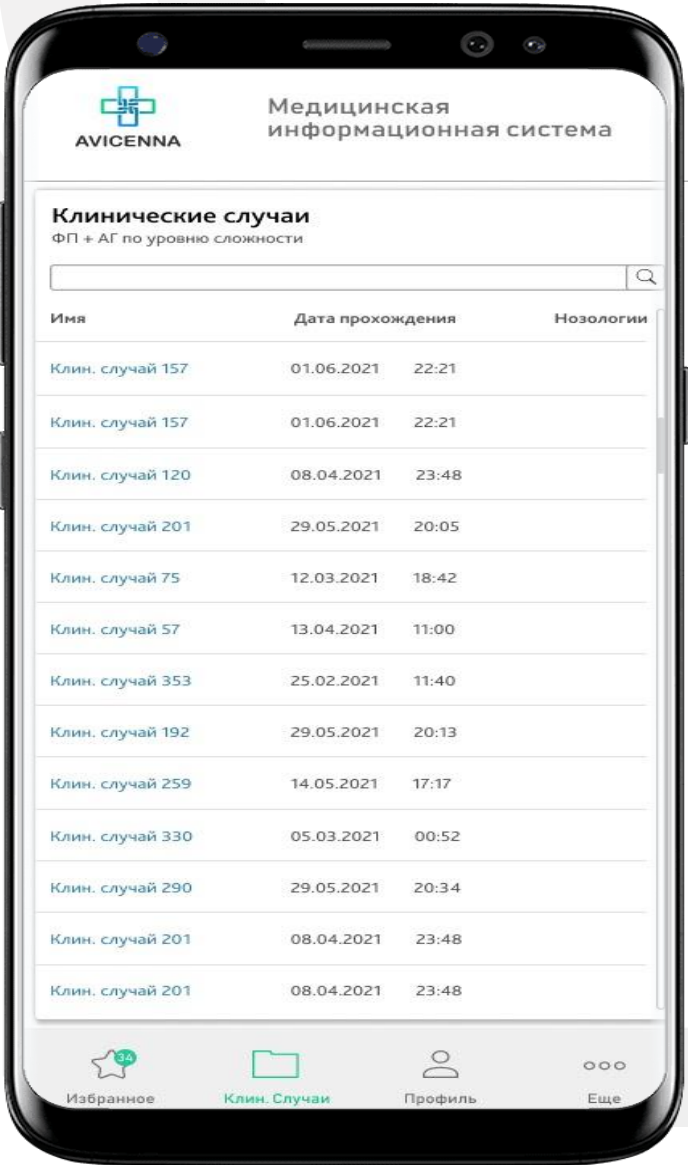 AVICENNA
Медицинская
информационная система
Клинические случаи
ФП + АГ по уровню сложности
Имя Дата прохождения Нозологии
Клин. случай 157 01.06.2021 22:21
Клин. случай 157 01.06.2021 22:21
Клин. случай 120 08.04.2021 23:48
Клин. случай 201 29.05.2021 20:05
Клин. случай 75 12.03.2021 18:42
Клин. случай 57 13.04.2021 11:00
Клин. случай 353 25.02.2021 11:40
Клин. случай 192 29.05.2021 20:13
Клин. случай 259 14.05.2021 17:17
Клин. случай 330 05.03.2021 00:52
Клин. случай 290 29.05.2021 20:34
Клин. случай 201 08.04.2021 23:48
Клин. случай 201 08.04.2021 23:48
34
Избранное Клин. Случаи Профиль Еще